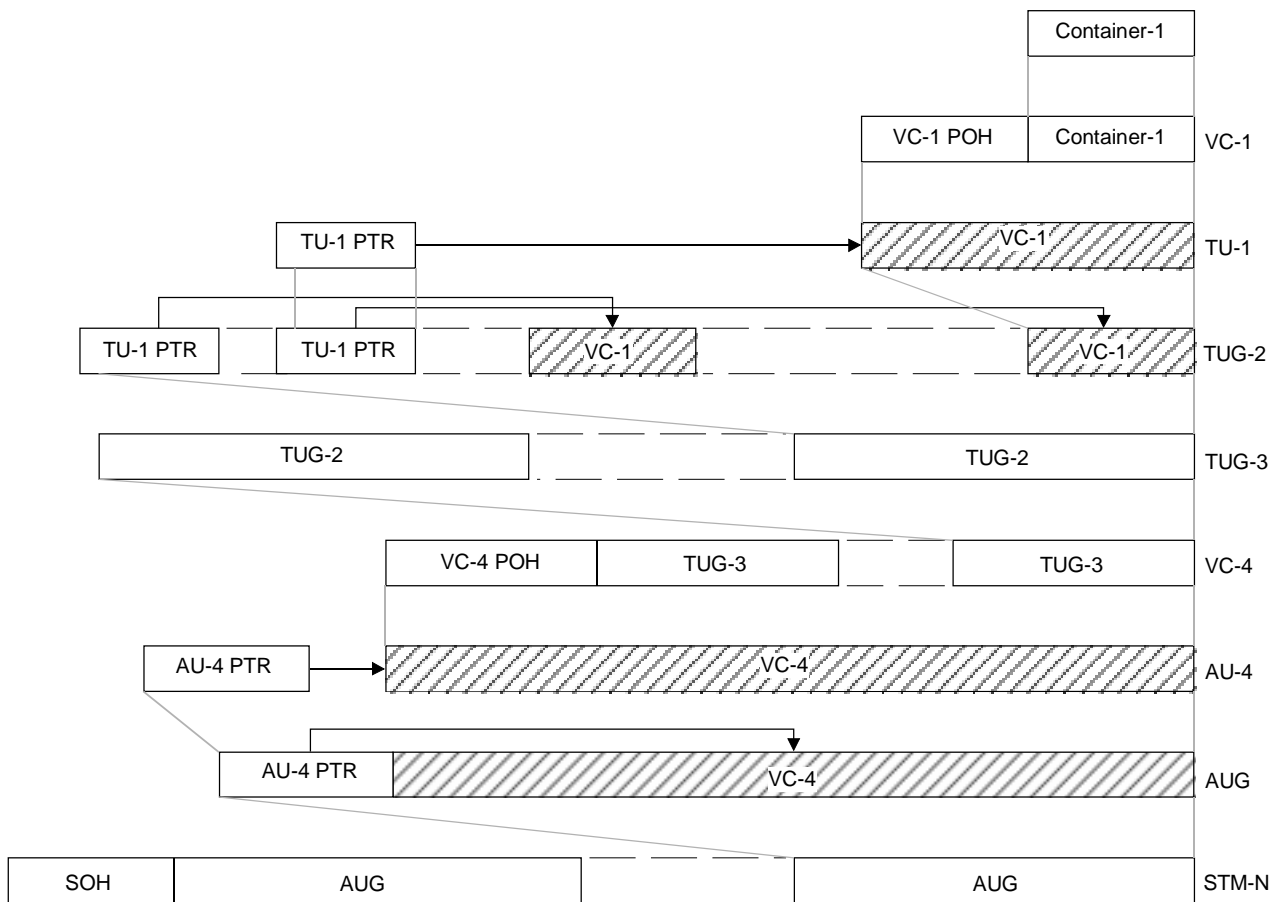 Container-1
VC-1 POH Container-1 VC-1
TU-1 PTR VC-1 TU-1
TU-1 PTR TU-1 PTR VC-1 VC-1 TUG-2
TUG-2 TUG-2 TUG-3
VC-4 POH TUG-3 TUG-3 VC-4
AU-4 PTR VC-4 AU-4
AU-4 PTR VC-4 AUG
SOH AUG AUG STM-N